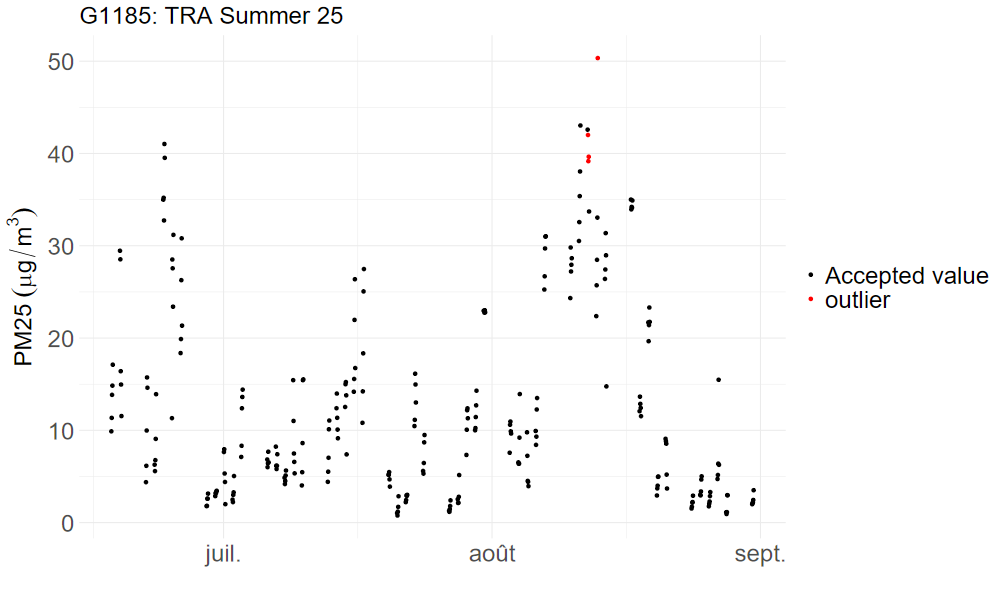 G1185: TRA Summer 25
PM25 (μg/m³)
50
40
30
20
10
0
juil.
août
sept.
Accepted value
outlier